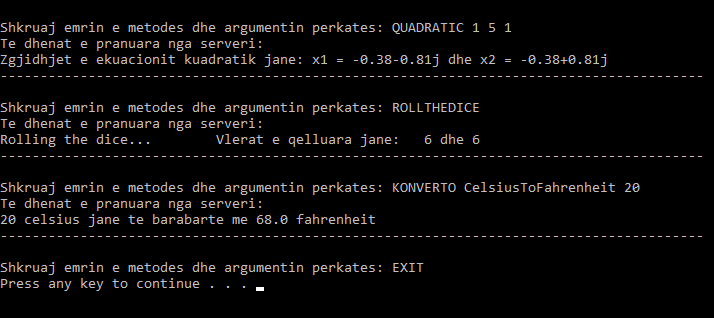 Shkruaj emrin e metodes dhe argumentin perkates: QUADRATIC 1 5 1
Te dhenat e pranuara nga serveri:
Zgjidhjet e ekuacionit kuadratik jane: x1 = -0.38-0.81j dhe x2 = -0.38+0.81j
----------------------------------------------------------------------------------------
Shkruaj emrin e metodes dhe argumentin perkates: ROLLTHEDICE
Te dhenat e pranuara nga serveri:
Rolling the dice...        Vlerat e qelluara jane:   6 dhe 6
----------------------------------------------------------------------------------------
Shkruaj emrin e metodes dhe argumentin perkates: KONVERTO CelsiusToFahrenheit 20
Te dhenat e pranuara nga serveri:
20 celsius jane te barabarte me 68.0 fahrenheit
----------------------------------------------------------------------------------------
Shkruaj emrin e metodes dhe argumentin perkates: EXIT
Press any key to continue . . .